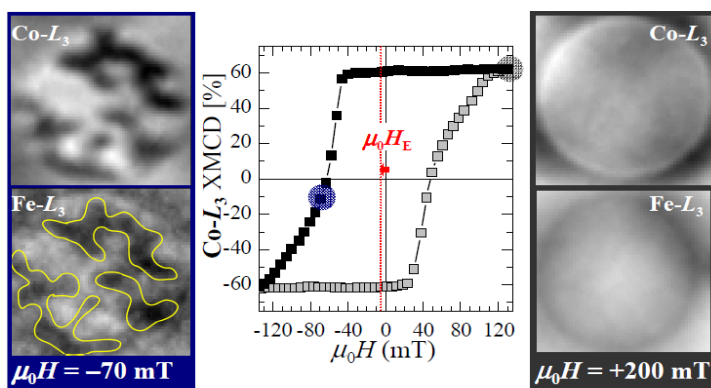 Co-L₃
Fe-L₃
μ₀H = –70 mT
Co-L₃ XMCD [%]
60
40
20
0
-20
-40
-60
μ₀H_E
-120 -80 -40 0 40 80 120
μ₀H (mT)
Co-L₃
Fe-L₃
μ₀H = +200 mT